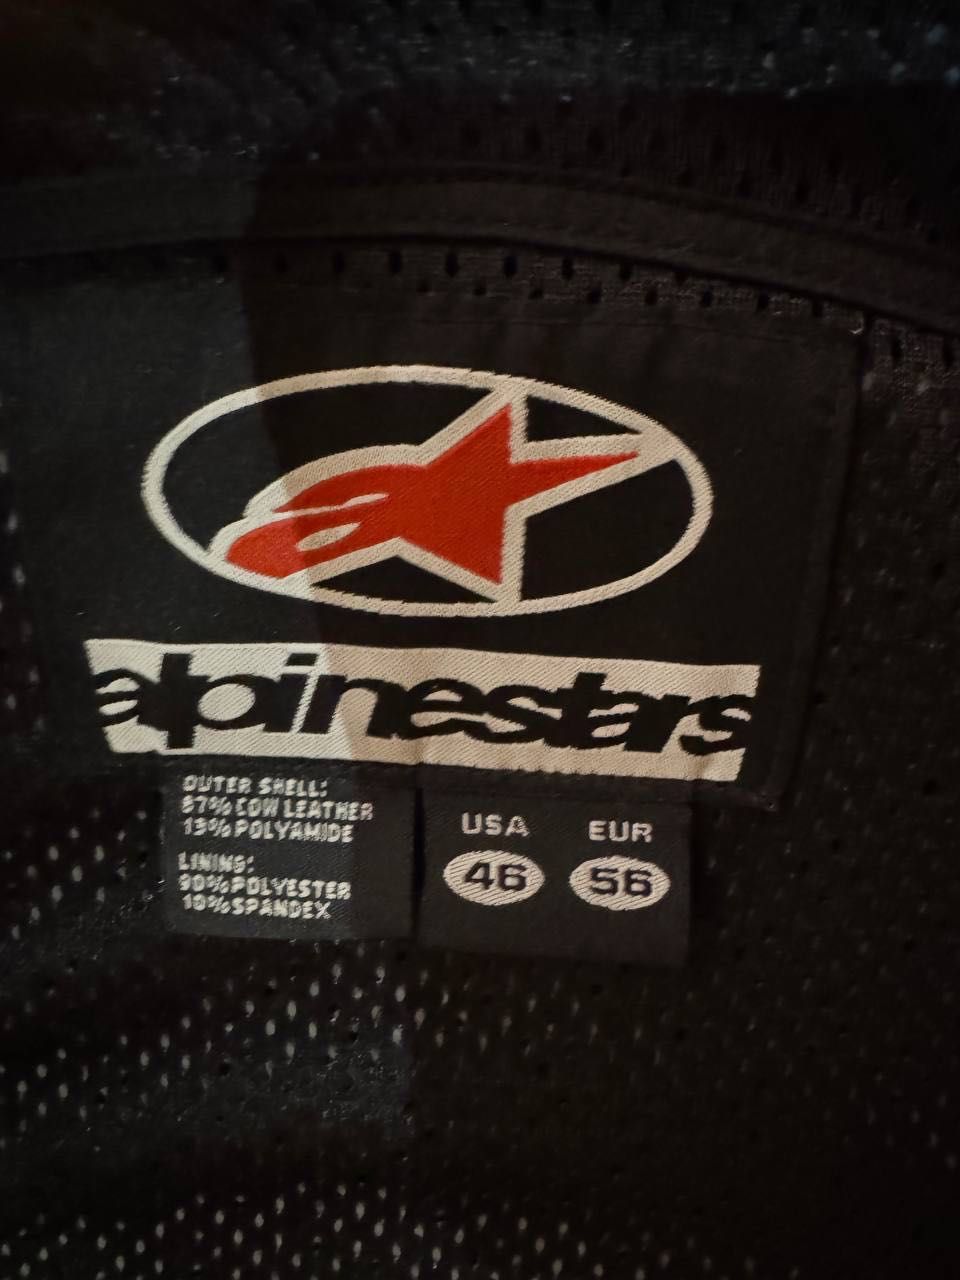 alpinestars
OUTER SHELL:
87% COW LEATHER
13% POLYAMIDE
LINING:
90% POLYESTER
10% SPANDEX
USA EUR
46 56